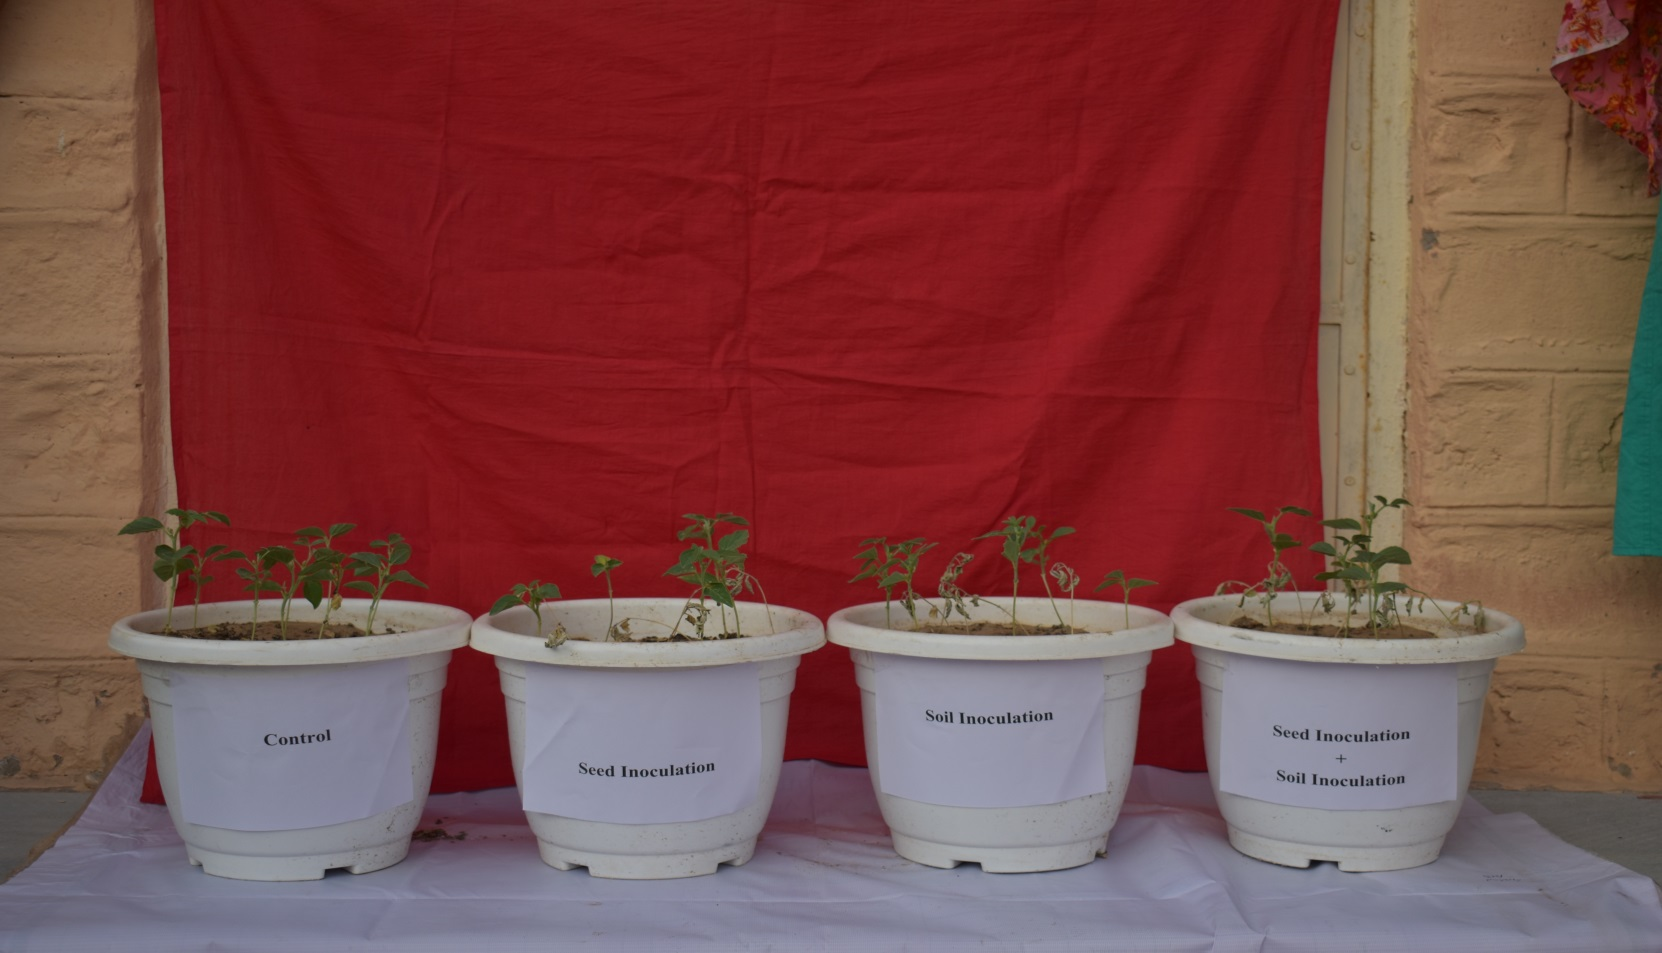 Control
Seed Inoculation
Soil Inoculation
Seed Inoculation
+
Soil Inoculation